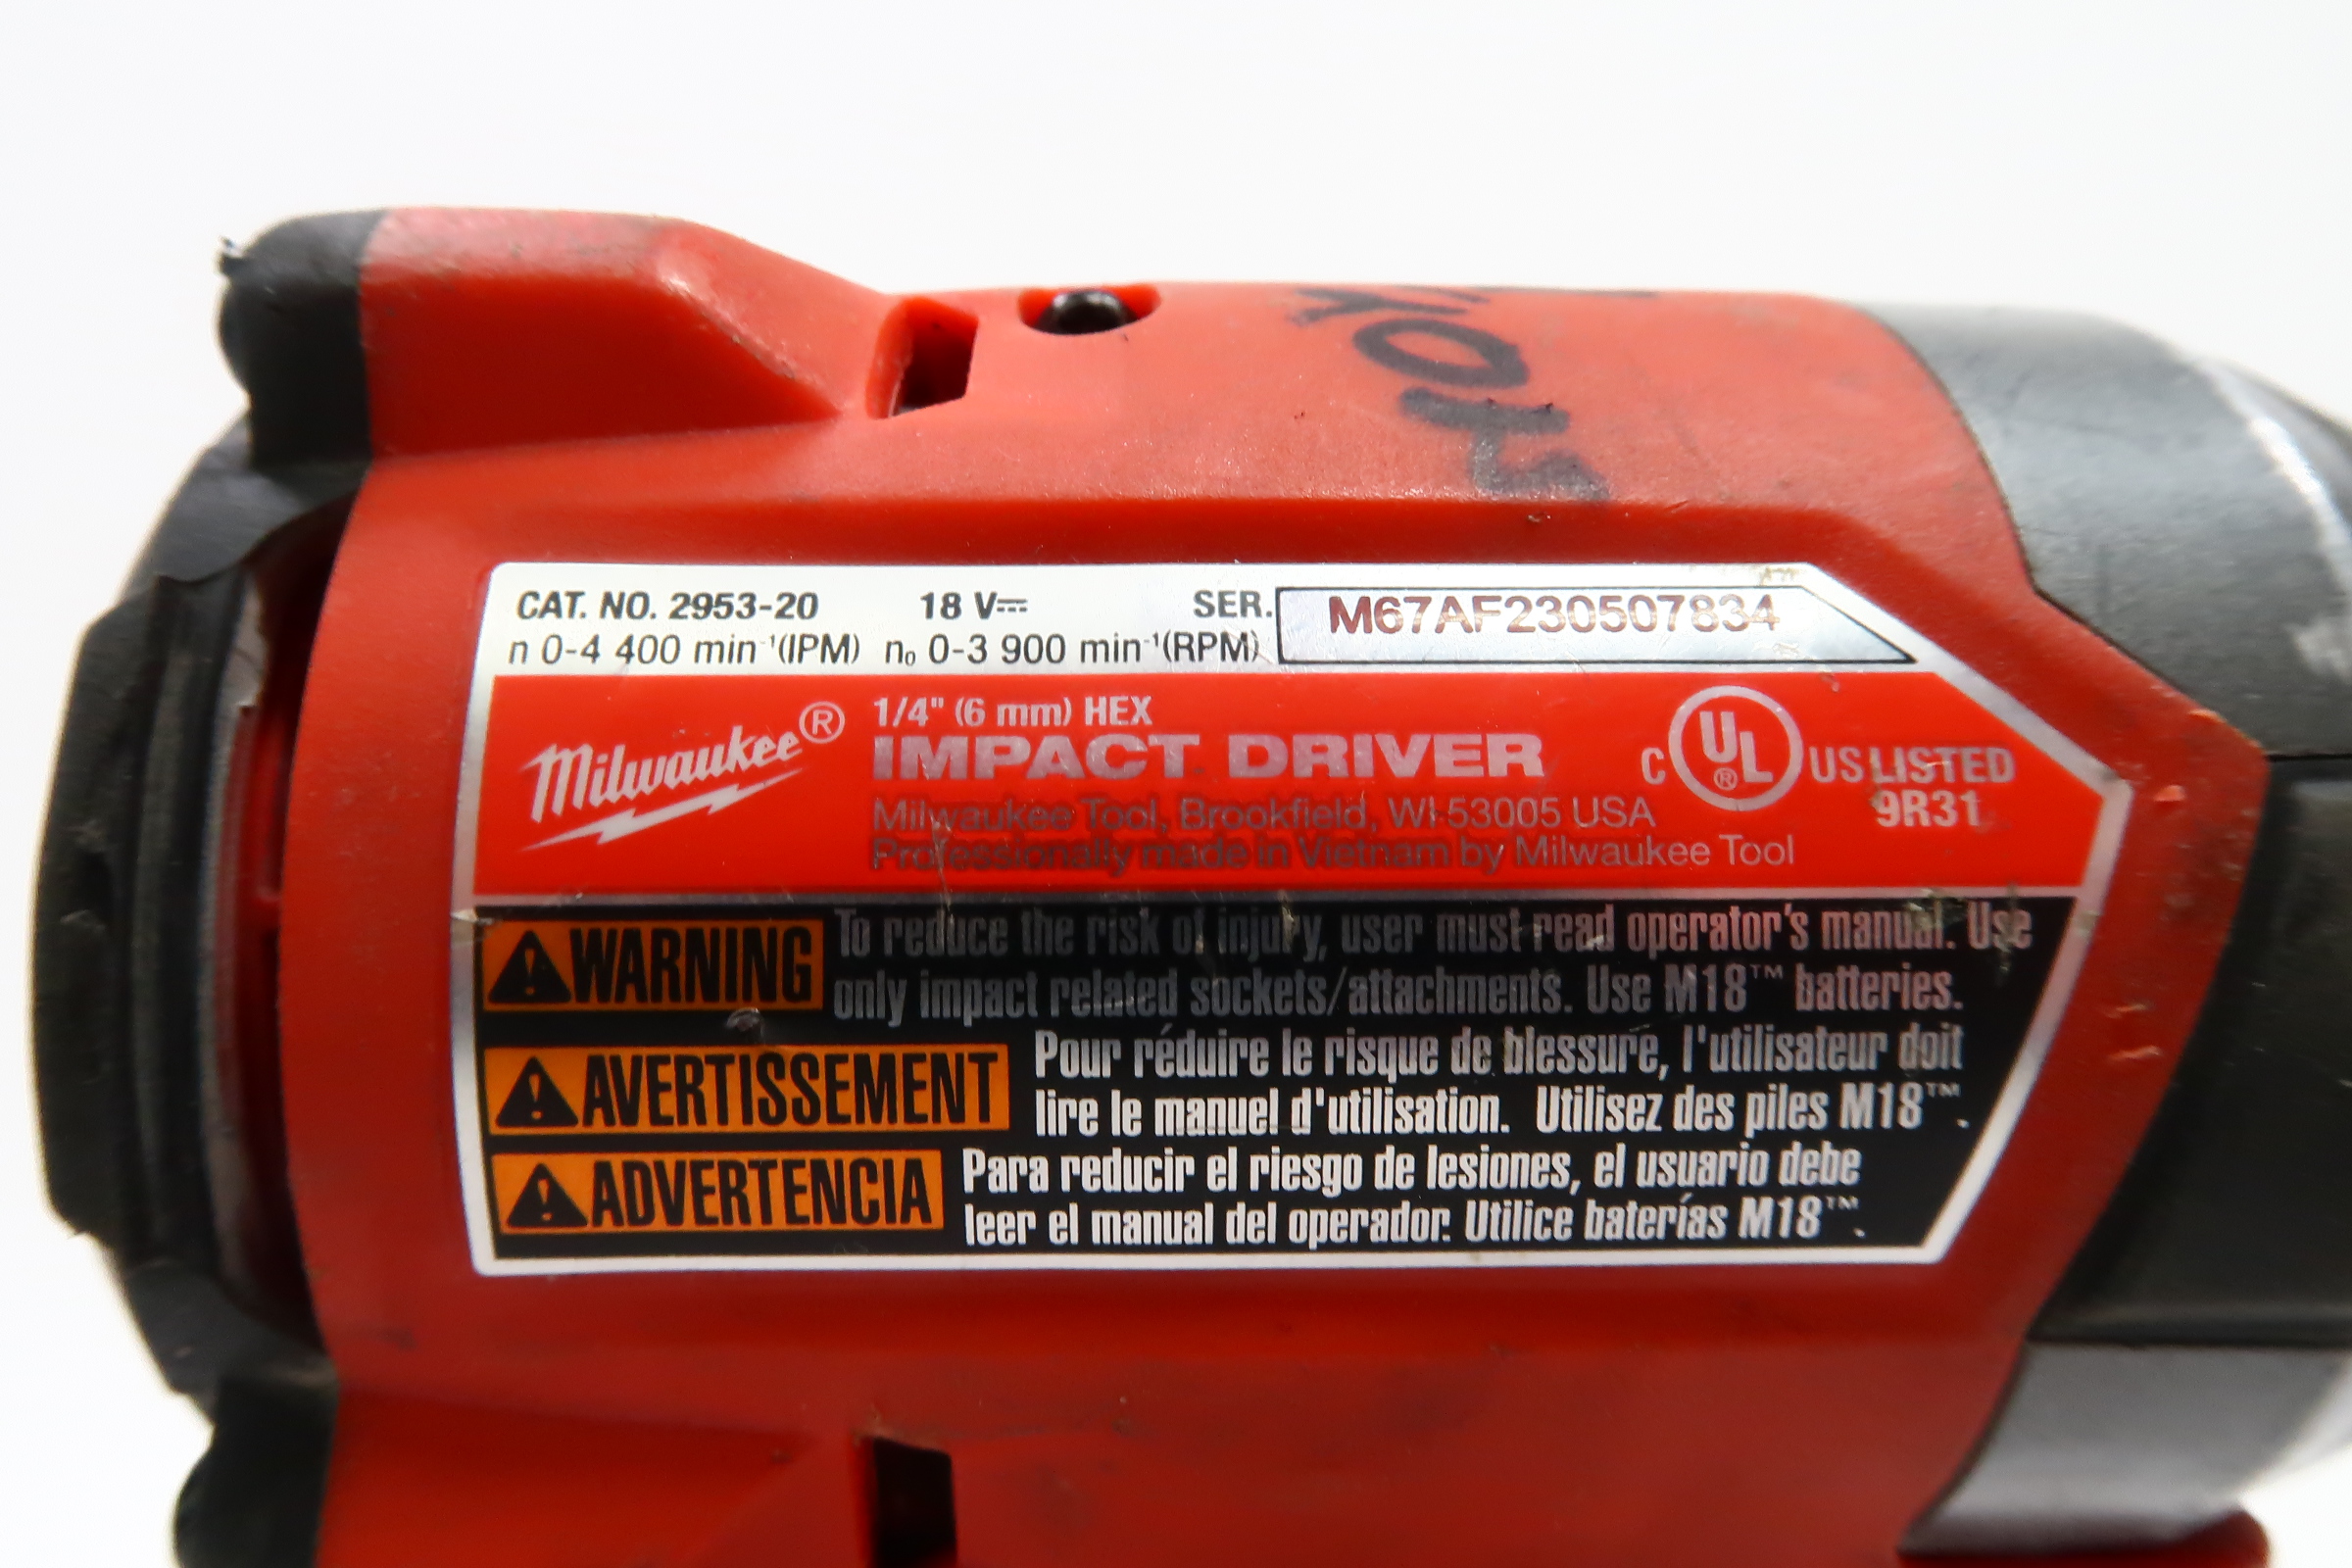 CAT. NO. 2953-20 18 V⎓ SER. M67AF230507834
n 0-4 400 min⁻¹(IPM) n₀ 0-3 900 min⁻¹(RPM)
Milwaukee®
1/4" (6 mm) HEX
IMPACT DRIVER
Milwaukee Tool, Brookfield, WI 53005 USA
Professionally made in Vietnam by Milwaukee Tool
C UL® US LISTED
9R31
WARNING To reduce the risk of injury, user must read operator's manual. Use
only impact related sockets/attachments. Use M18™ batteries.
AVERTISSEMENT Pour réduire le risque de blessure, l'utilisateur doit
lire le manuel d'utilisation. Utilisez des piles M18™.
ADVERTENCIA Para reducir el riesgo de lesiones, el usuario debe
leer el manual del operador. Utilice baterías M18™.